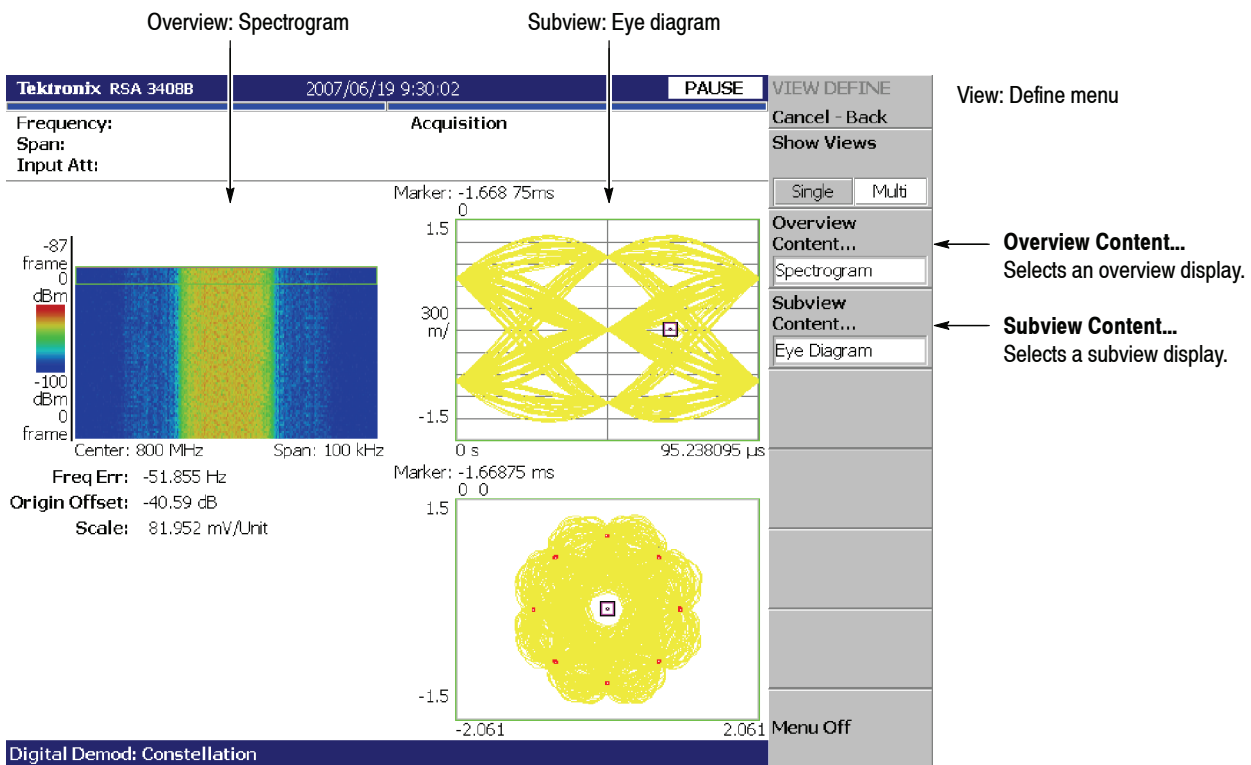 Overview: Spectrogram
Subview: Eye diagram
Tektronix RSA 3408B
2007/06/19 9:30:02
PAUSE
VIEW DEFINE
View: Define menu
Cancel - Back
Frequency:
Acquisition
Span:
Input Att:
Show Views
Single
Multi
Marker: -1.668 75ms
0
1.5
300
m/
-1.5
0 s
95.238095 µs
Overview
Content...
Spectrogram
Overview Content...
Selects an overview display.
Subview
Content...
Eye Diagram
Subview Content...
Selects a subview display.
-87
frame
0
dBm
-100
dBm
0
frame
Center: 800 MHz
Span: 100 kHz
Freq Err: -51.855 Hz
Origin Offset: -40.59 dB
Scale: 81.952 mV/Unit
Marker: -1.66875 ms
0 0
1.5
-1.5
-2.061
2.061
Menu Off
Digital Demod: Constellation